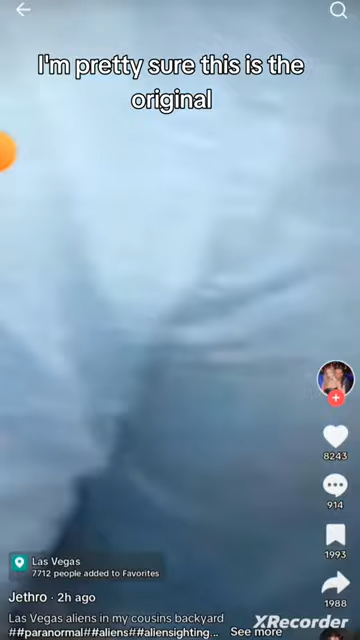 I'm pretty sure this is the
original
8243
914
1993
1988
Las Vegas
7712 people added to Favorites
Jethro · 2h ago
Las Vegas aliens in my cousins backyard
##paranormal##aliens##aliensighting... See more
XRecorder